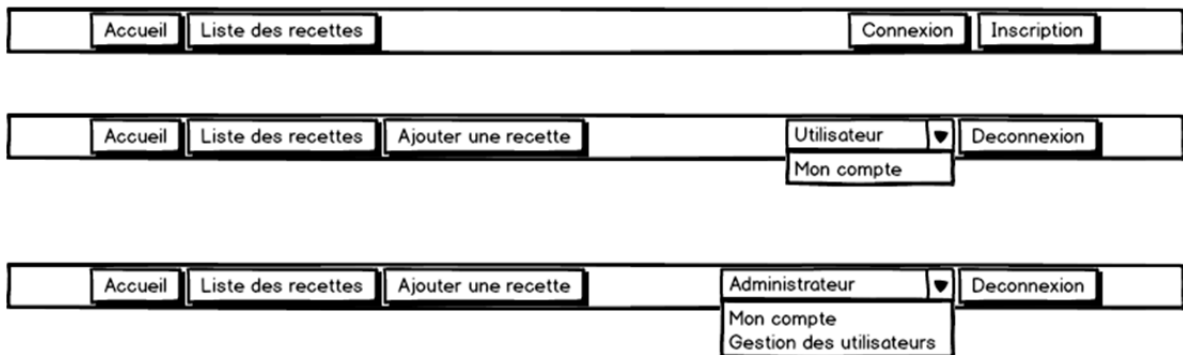 Accueil Liste des recettes Connexion Inscription
Accueil Liste des recettes Ajouter une recette Utilisateur Deconnexion
Mon compte
Accueil Liste des recettes Ajouter une recette Administrateur Deconnexion
Mon compte
Gestion des utilisateurs